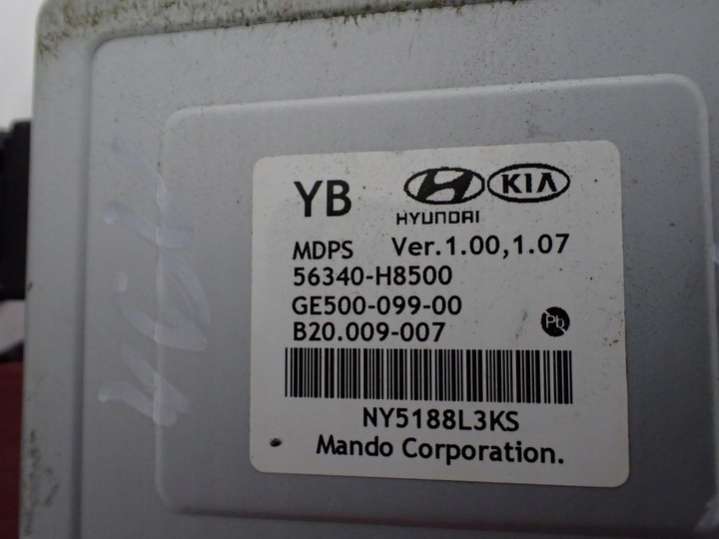 YB HYUNDAI KIA
MDPS Ver.1.00,1.07
56340-H8500
GE500-099-00
B20.009-007
Pb
NY5188L3KS
Mando Corporation.